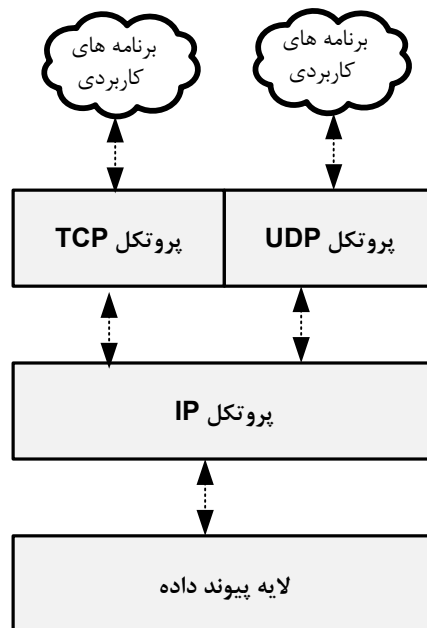 برنامه های
کاربردی
برنامه های
کاربردی
پروتکل TCP
پروتکل UDP
پروتکل IP
لایه پیوند داده